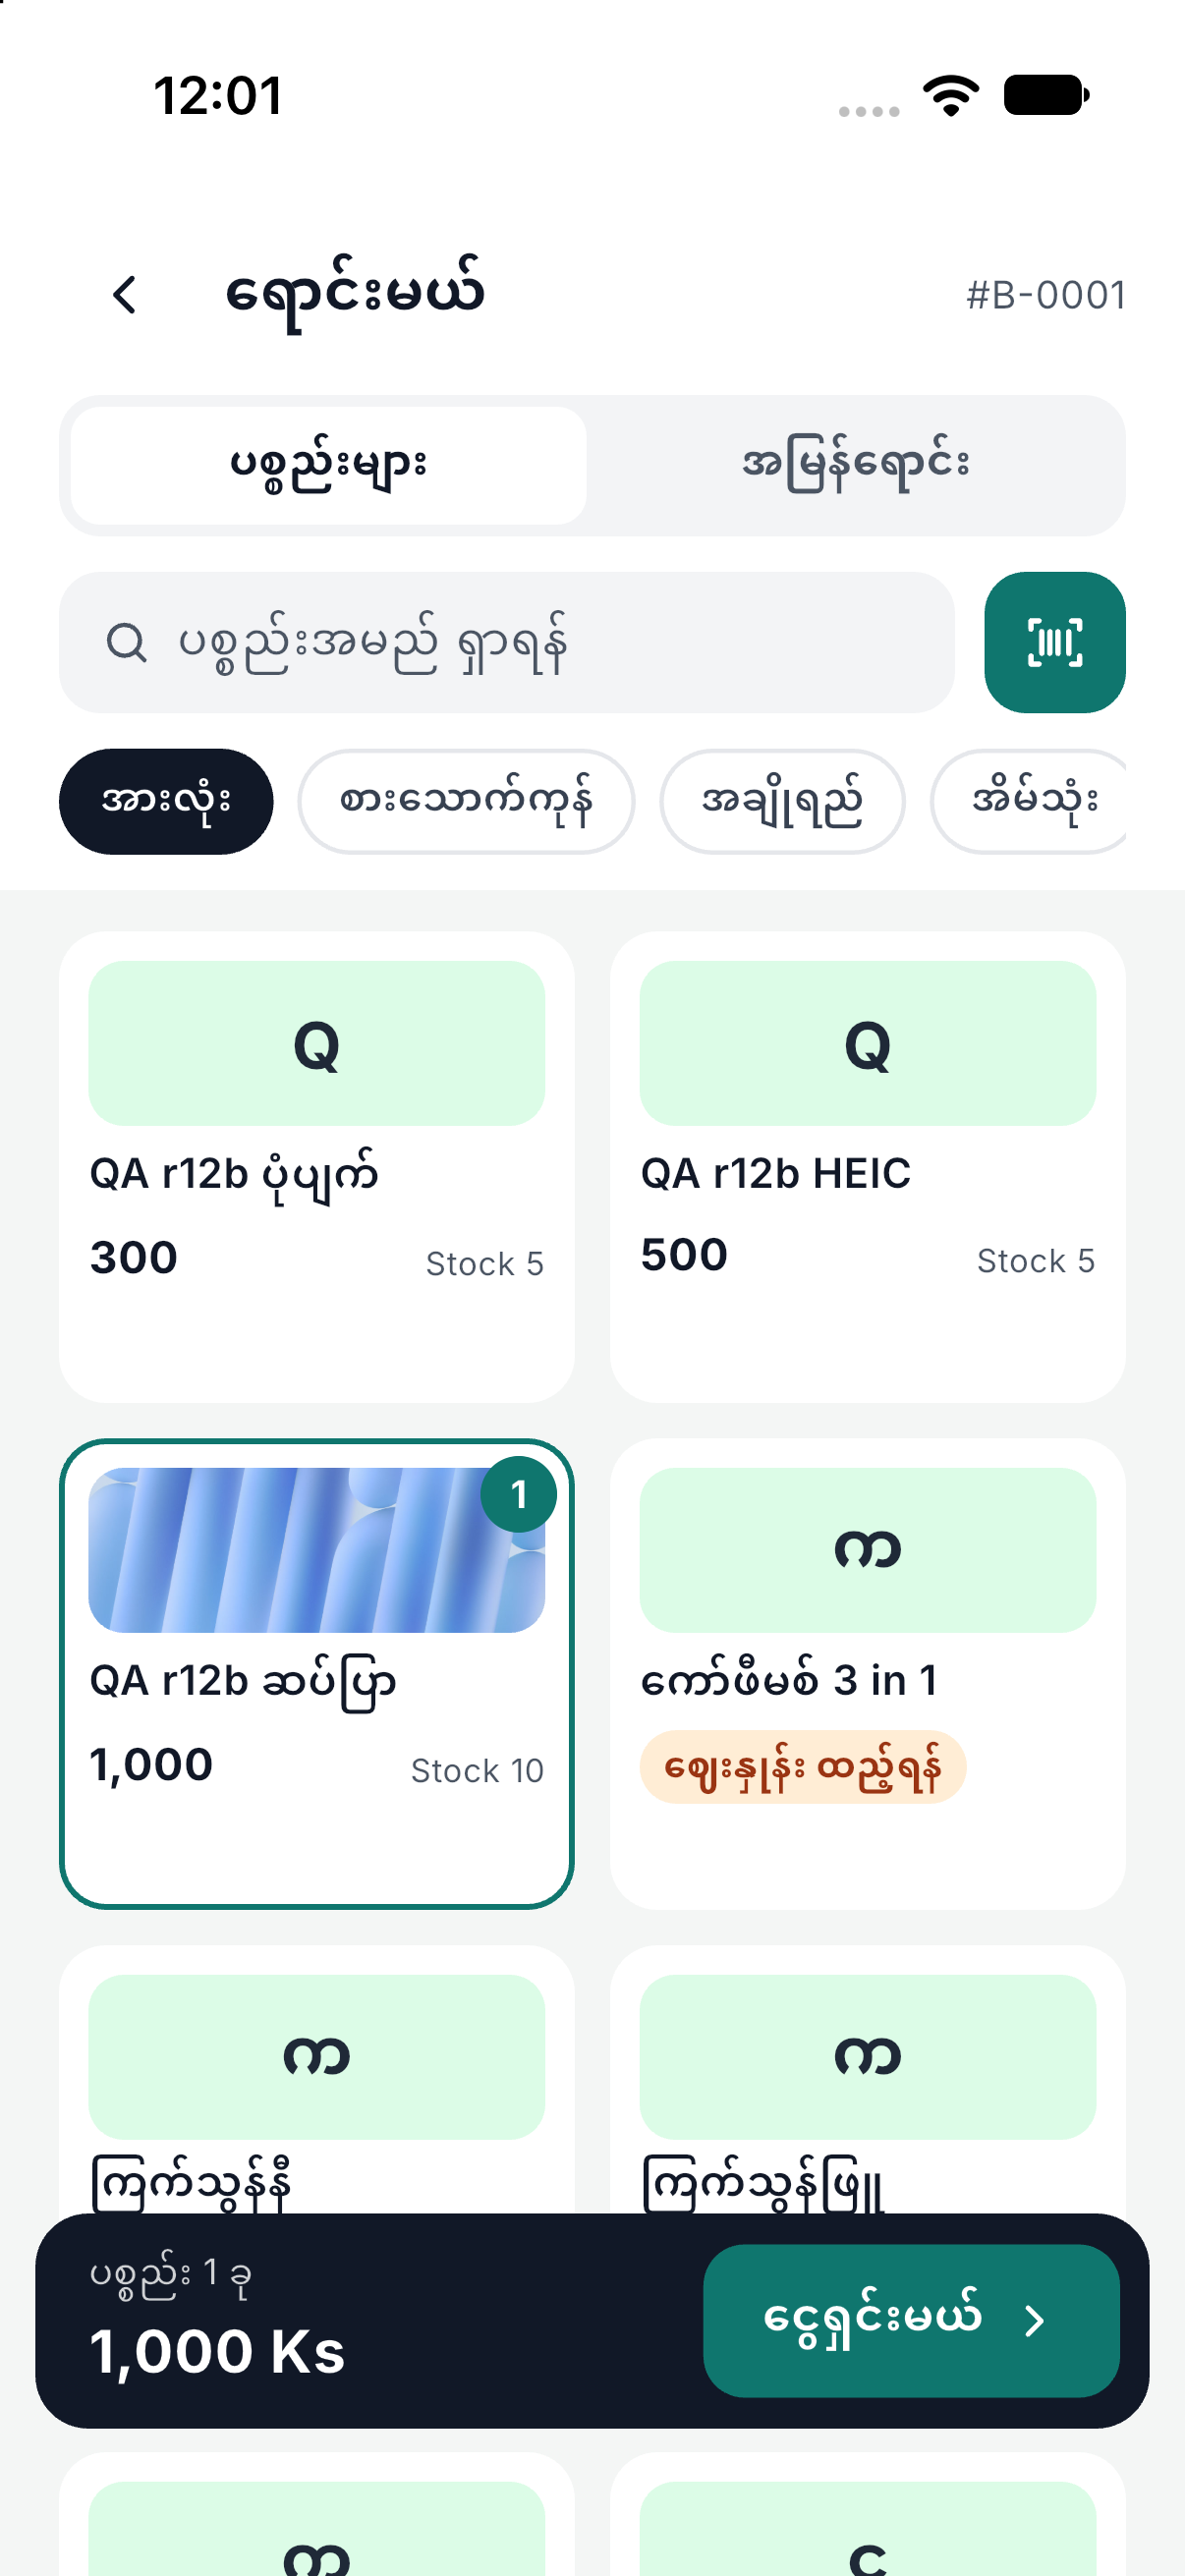 12:01
ရောင်းမယ်
#B-0001
ပစ္စည်းများ
အမြန်ရောင်း
ပစ္စည်းအမည် ရှာရန်
အားလုံး
စားသောက်ကုန်
အချိုရည်
အိမ်သုံး
Q
Q
QA r12b ပုံပျက်
QA r12b HEIC
300
Stock 5
500
Stock 5
1
က
QA r12b ဆပ်ပြာ
ကော်ဖီမစ် 3 in 1
1,000
Stock 10
ဈေးနှုန်း ထည့်ရန်
က
က
ကြက်သွန်နီ
ကြက်သွန်ဖြူ
ပစ္စည်း 1 ခု
1,000 Ks
ငွေရှင်းမယ်
က